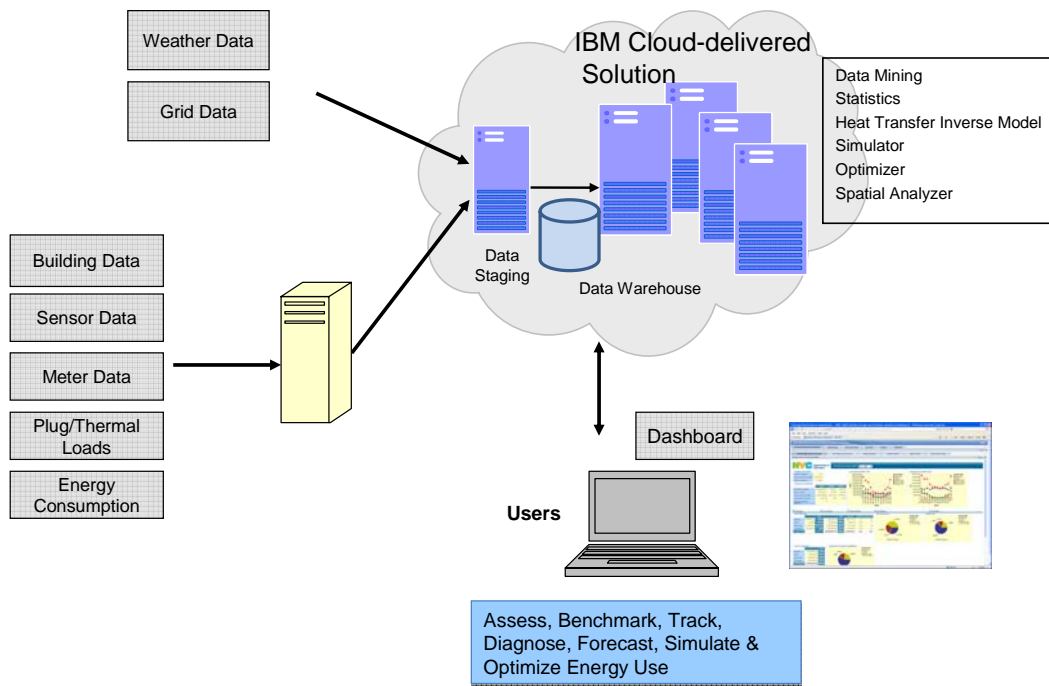 Weather Data
Grid Data
IBM Cloud-delivered
Solution
Data Mining
Statistics
Heat Transfer Inverse Model
Simulator
Optimizer
Spatial Analyzer
Data
Staging
Data Warehouse
Building Data
Sensor Data
Meter Data
Plug/Thermal
Loads
Energy
Consumption
Dashboard
Users
NYC
Assess, Benchmark, Track,
Diagnose, Forecast, Simulate &
Optimize Energy Use